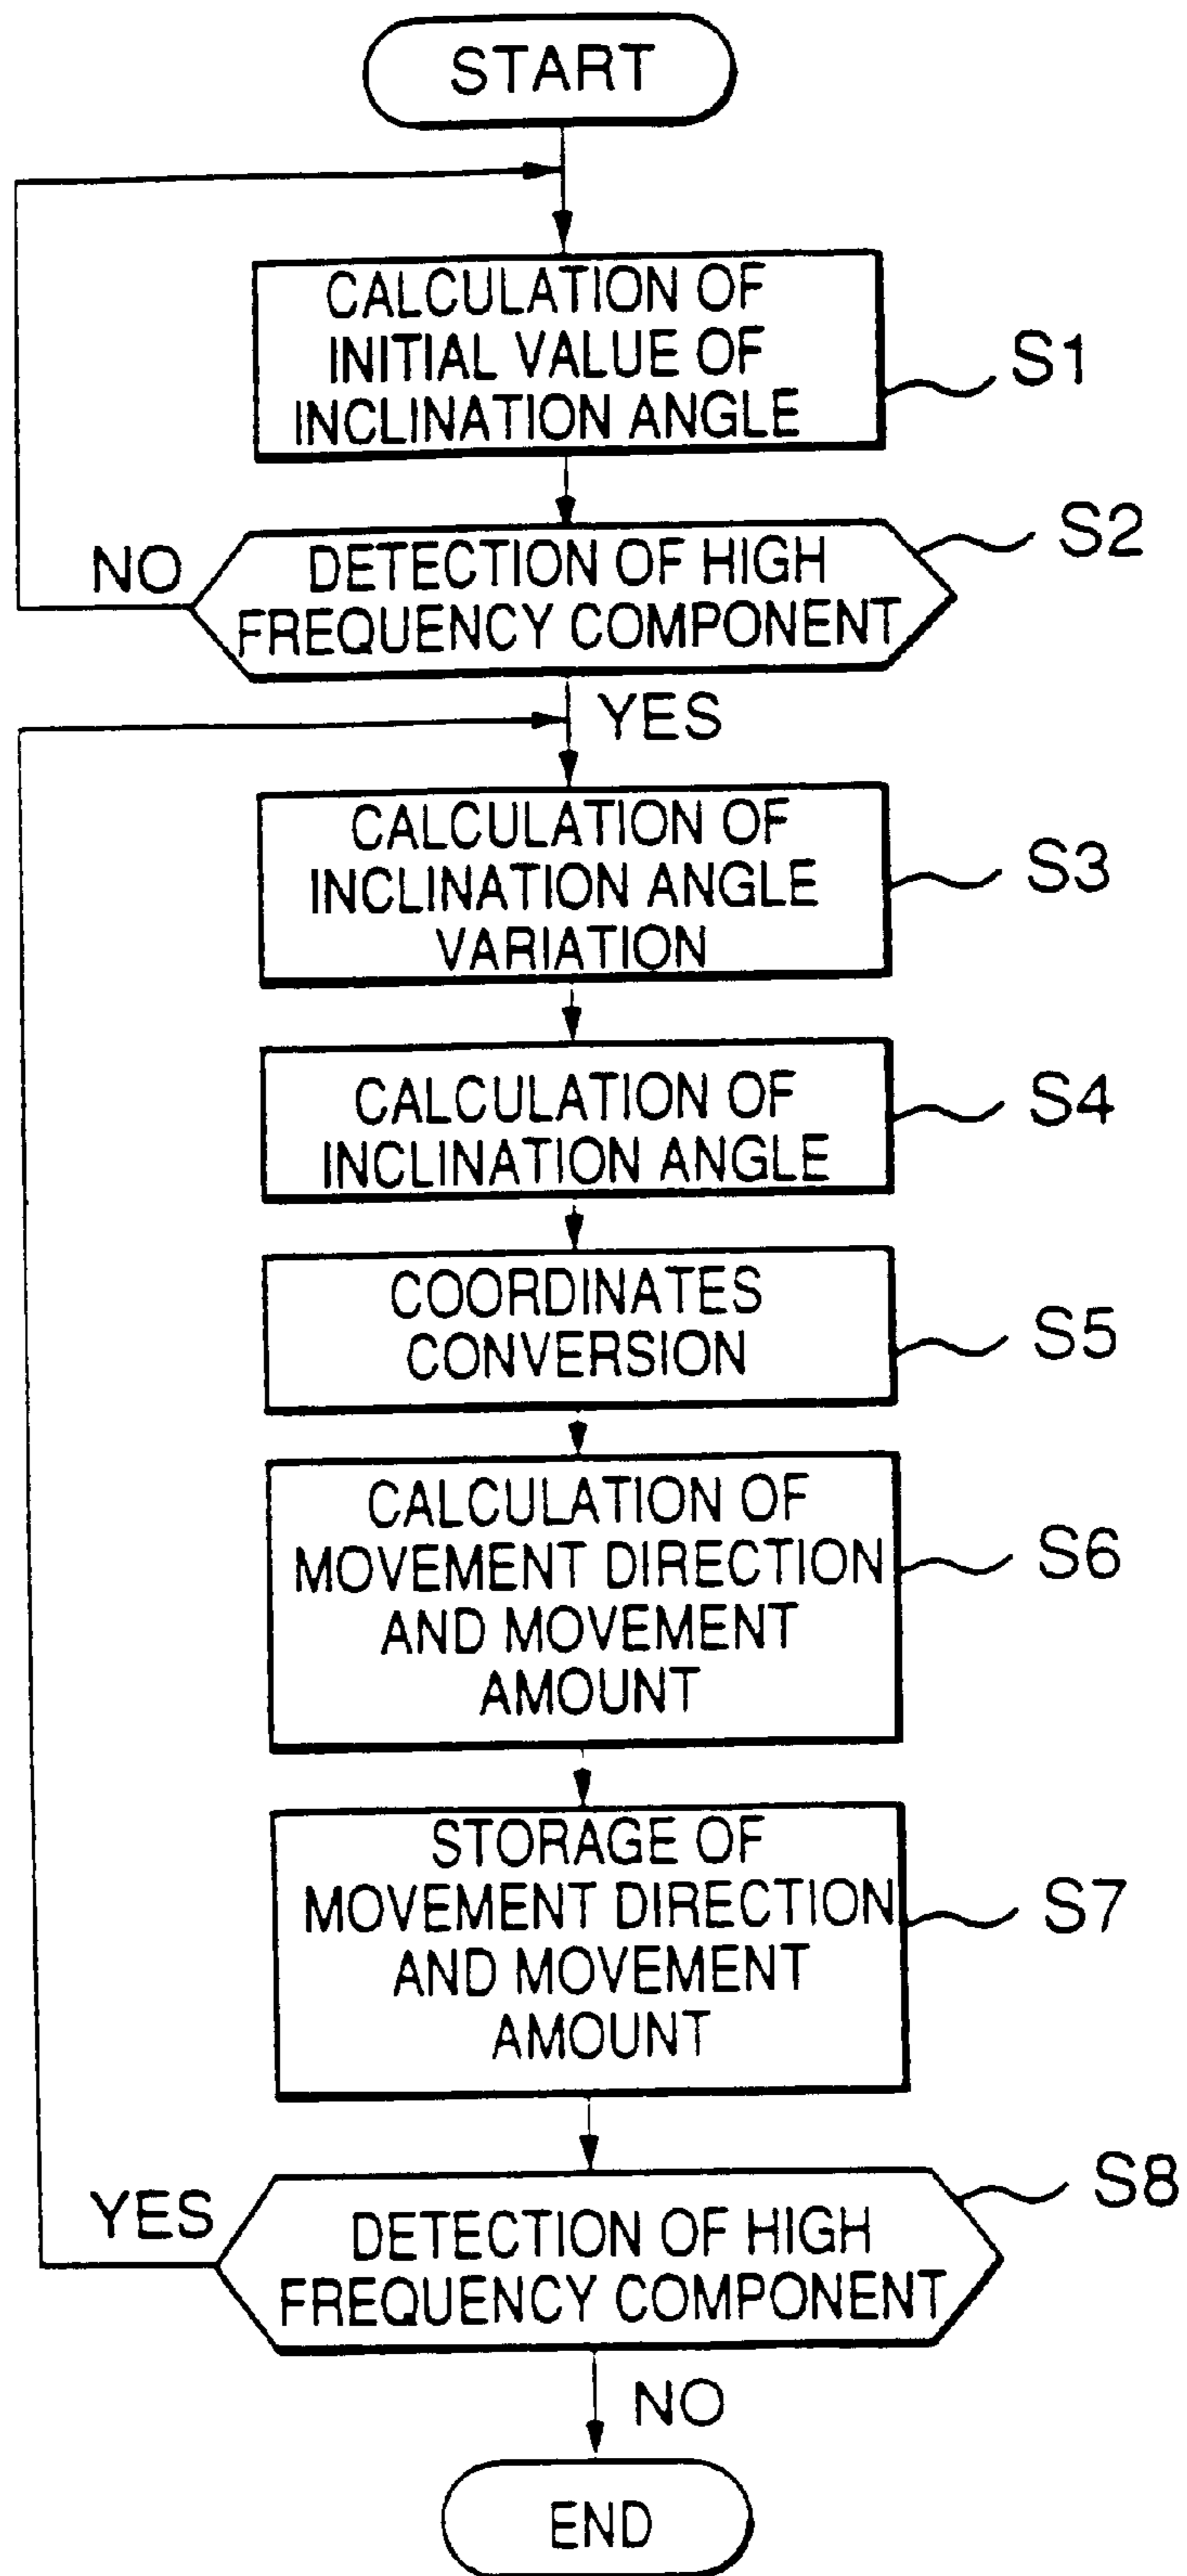 START
CALCULATION OF
INITIAL VALUE OF
INCLINATION ANGLE
S1
NO
DETECTION OF HIGH
FREQUENCY COMPONENT
S2
YES
CALCULATION OF
INCLINATION ANGLE
VARIATION
S3
CALCULATION OF
INCLINATION ANGLE
S4
COORDINATES
CONVERSION
S5
CALCULATION OF
MOVEMENT DIRECTION
AND MOVEMENT
AMOUNT
S6
STORAGE OF
MOVEMENT DIRECTION
AND MOVEMENT
AMOUNT
S7
YES
DETECTION OF HIGH
FREQUENCY COMPONENT
S8
NO
END